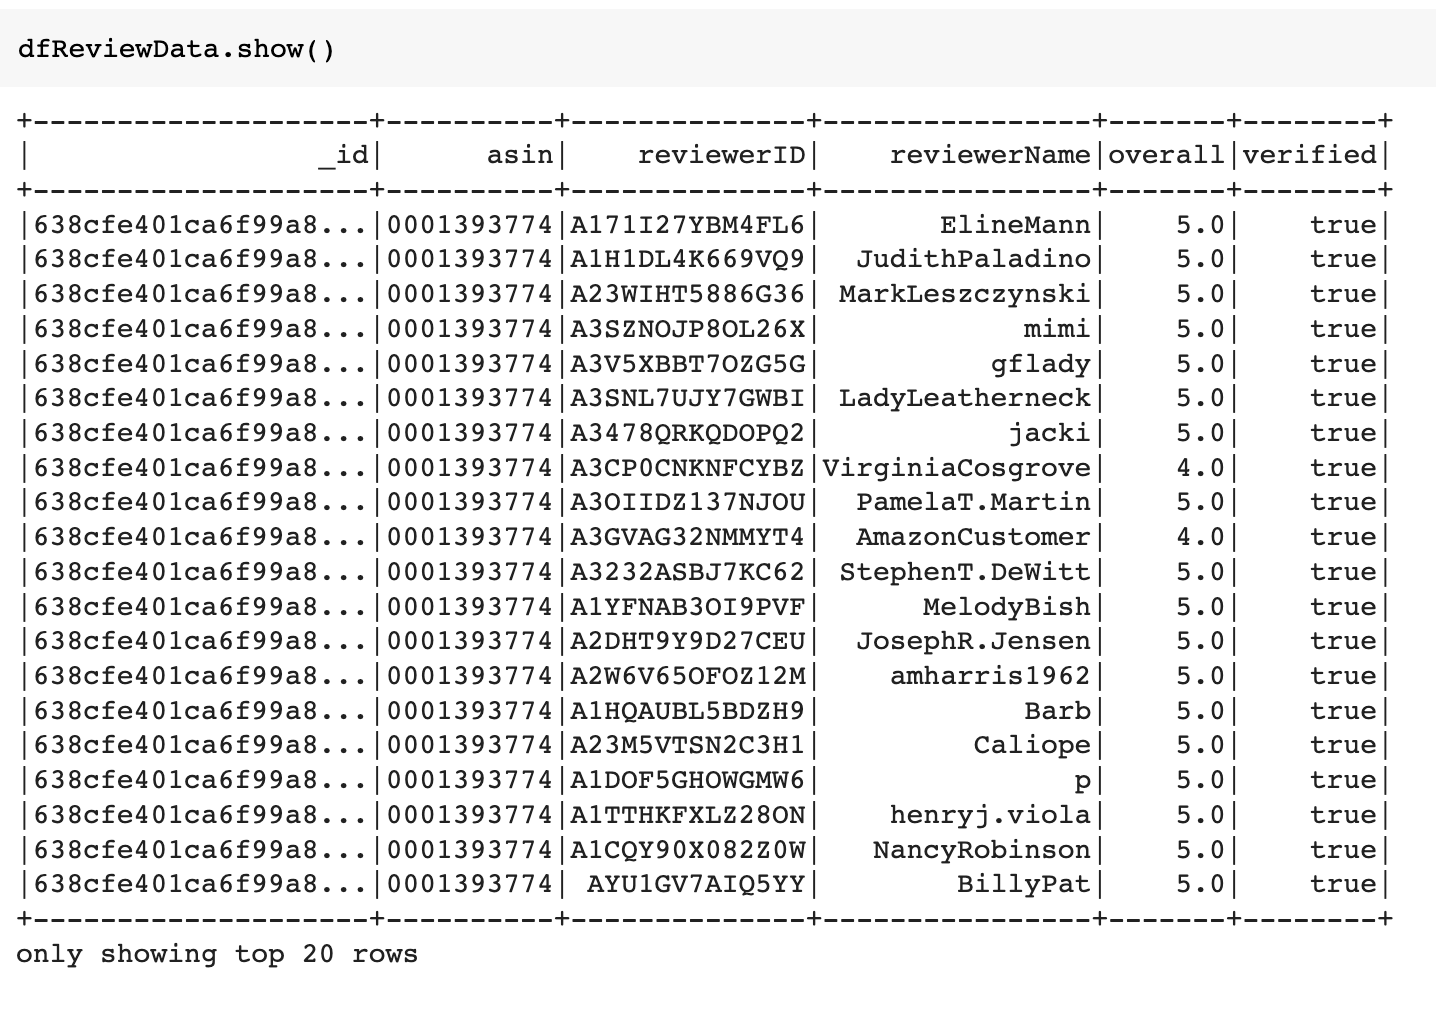 dfReviewData.show()
+--------------------+----------+--------------+----------------+-------+--------+
|                 _id|      asin|    reviewerID|    reviewerName|overall|verified|
+--------------------+----------+--------------+----------------+-------+--------+
|638cfe401ca6f99a8...|0001393774|A171I27YBM4FL6|       ElineMann|    5.0|    true|
|638cfe401ca6f99a8...|0001393774|A1H1DL4K669VQ9|  JudithPaladino|    5.0|    true|
|638cfe401ca6f99a8...|0001393774|A23WIHT5886G36| MarkLeszczynski|    5.0|    true|
|638cfe401ca6f99a8...|0001393774|A3SZNOJP8OL26X|            mimi|    5.0|    true|
|638cfe401ca6f99a8...|0001393774|A3V5XBBT7OZG5G|          gflady|    5.0|    true|
|638cfe401ca6f99a8...|0001393774|A3SNL7UJY7GWBI| LadyLeatherneck|    5.0|    true|
|638cfe401ca6f99a8...|0001393774|A3478QRKQDOPQ2|           jacki|    5.0|    true|
|638cfe401ca6f99a8...|0001393774|A3CP0CNKNFCYBZ|VirginiaCosgrove|    4.0|    true|
|638cfe401ca6f99a8...|0001393774|A3OIIDZ137NJOU|  PamelaT.Martin|    5.0|    true|
|638cfe401ca6f99a8...|0001393774|A3GVAG32NMMYT4|  AmazonCustomer|    4.0|    true|
|638cfe401ca6f99a8...|0001393774|A3232ASBJ7KC62| StephenT.DeWitt|    5.0|    true|
|638cfe401ca6f99a8...|0001393774|A1YFNAB3OI9PVF|      MelodyBish|    5.0|    true|
|638cfe401ca6f99a8...|0001393774|A2DHT9Y9D27CEU|  JosephR.Jensen|    5.0|    true|
|638cfe401ca6f99a8...|0001393774|A2W6V65OFOZ12M|    amharris1962|    5.0|    true|
|638cfe401ca6f99a8...|0001393774|A1HQAUBL5BDZH9|            Barb|    5.0|    true|
|638cfe401ca6f99a8...|0001393774|A23M5VTSN2C3H1|         Caliope|    5.0|    true|
|638cfe401ca6f99a8...|0001393774|A1DOF5GHOWGMW6|               p|    5.0|    true|
|638cfe401ca6f99a8...|0001393774|A1TTHKFXLZ28ON|    henryj.viola|    5.0|    true|
|638cfe401ca6f99a8...|0001393774|A1CQY90X082Z0W|   NancyRobinson|    5.0|    true|
|638cfe401ca6f99a8...|0001393774| AYU1GV7AIQ5YY|        BillyPat|    5.0|    true|
+--------------------+----------+--------------+----------------+-------+--------+
only showing top 20 rows